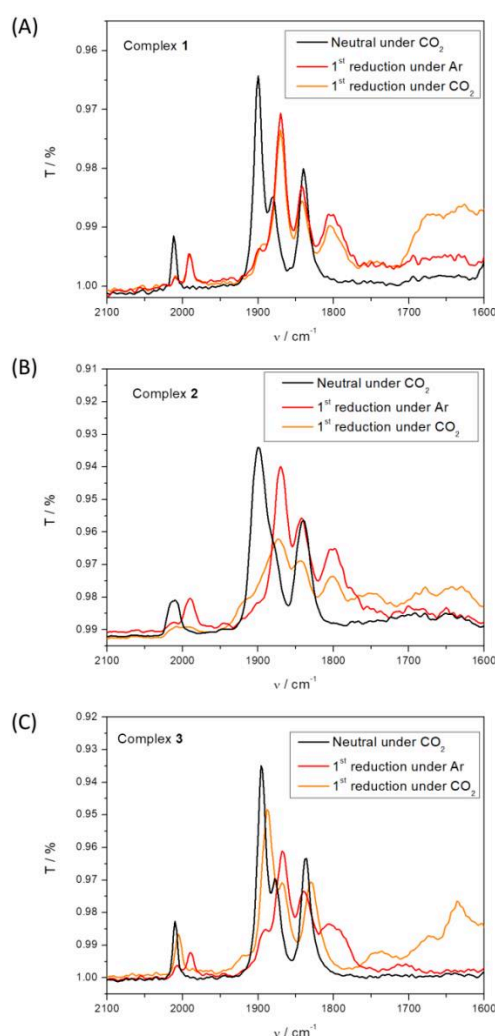 (A)
Complex 1
Neutral under CO2
1st reduction under Ar
1st reduction under CO2
T / %
0.96
0.97
0.98
0.99
1.00
2100 2000 1900 1800 1700 1600
ν / cm-1
(B)
Complex 2
Neutral under CO2
1st reduction under Ar
1st reduction under CO2
T / %
0.91
0.92
0.93
0.94
0.95
0.96
0.97
0.98
0.99
2100 2000 1900 1800 1700 1600
ν / cm-1
(C)
Complex 3
Neutral under CO2
1st reduction under Ar
1st reduction under CO2
T / %
0.92
0.93
0.94
0.95
0.96
0.97
0.98
0.99
1.00
2100 2000 1900 1800 1700 1600
ν / cm-1